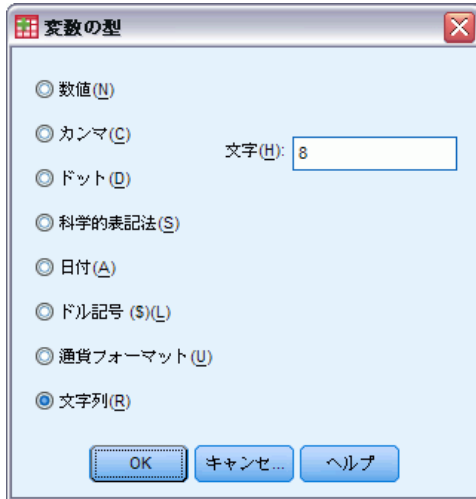 変数の型
数値(N)
カンマ(C)
文字(H): 8
ドット(D)
科学的表記法(S)
日付(A)
ドル記号 ($)(L)
通貨フォーマット(U)
文字列(R)
OK キャンセ... ヘルプ